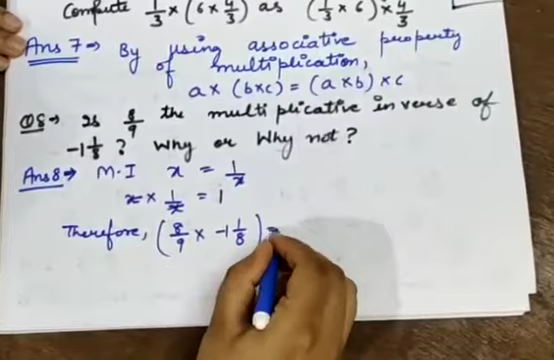 Compute 1/3 × (6 × 4/3) as (1/3 × 6) × 4/3
Ans 7 → By using associative property
of multiplication,
a × (b×c) = (a×b) × c
Q8 → Is 8/9 the multiplicative inverse of
-1 1/8 ? Why or Why not ?
Ans 8 → M.I x = 1/x
x × 1/x = 1
Therefore, (8/9 × -1 1/8) =